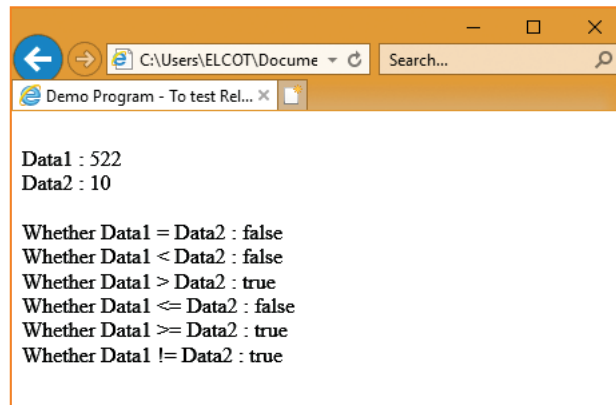 C:\Users\ELCOT\Docume
Search...
Demo Program - To test Rel...
Data1 : 522
Data2 : 10
Whether Data1 = Data2 : false
Whether Data1 < Data2 : false
Whether Data1 > Data2 : true
Whether Data1 <= Data2 : false
Whether Data1 >= Data2 : true
Whether Data1 != Data2 : true